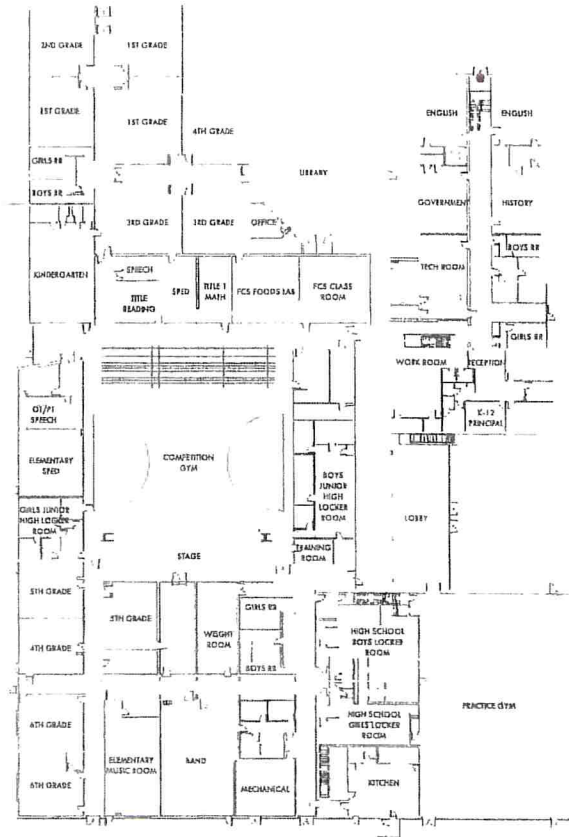 2ND GRADE
1ST GRADE
ENGLISH
ENGLISH
1ST GRADE
1ST GRADE
4TH GRADE
GIRLS RR
LIBRARY
BOYS RR
GOVERNMENT
HISTORY
3RD GRADE
3RD GRADE
OFFICE
BOYS RR
KINDERGARTEN
SPEECH
TECH ROOM
TITLE
READING
SPED
TITLE 1
MATH
FCS FOODS LAB
FCS CLASS
ROOM
GIRLS RR
WORK ROOM
RECEPTION
OT/PT
SPEECH
K-12
PRINCIPAL
ELEMENTARY
SPED
COMPETITION
GYM
BOYS
JUNIOR
HIGH
LOCKER
ROOM
GIRLS JUNIOR
HIGH LOCKER
ROOM
LOBBY
STAGE
TRAINING
ROOM
5TH GRADE
5TH GRADE
GIRLS RR
WEIGHT
ROOM
HIGH SCHOOL
BOYS LOCKER
ROOM
4TH GRADE
BOYS RR
PRACTICE GYM
6TH GRADE
HIGH SCHOOL
GIRLS LOCKER
ROOM
ELEMENTARY
MUSIC ROOM
BAND
6TH GRADE
MECHANICAL
KITCHEN